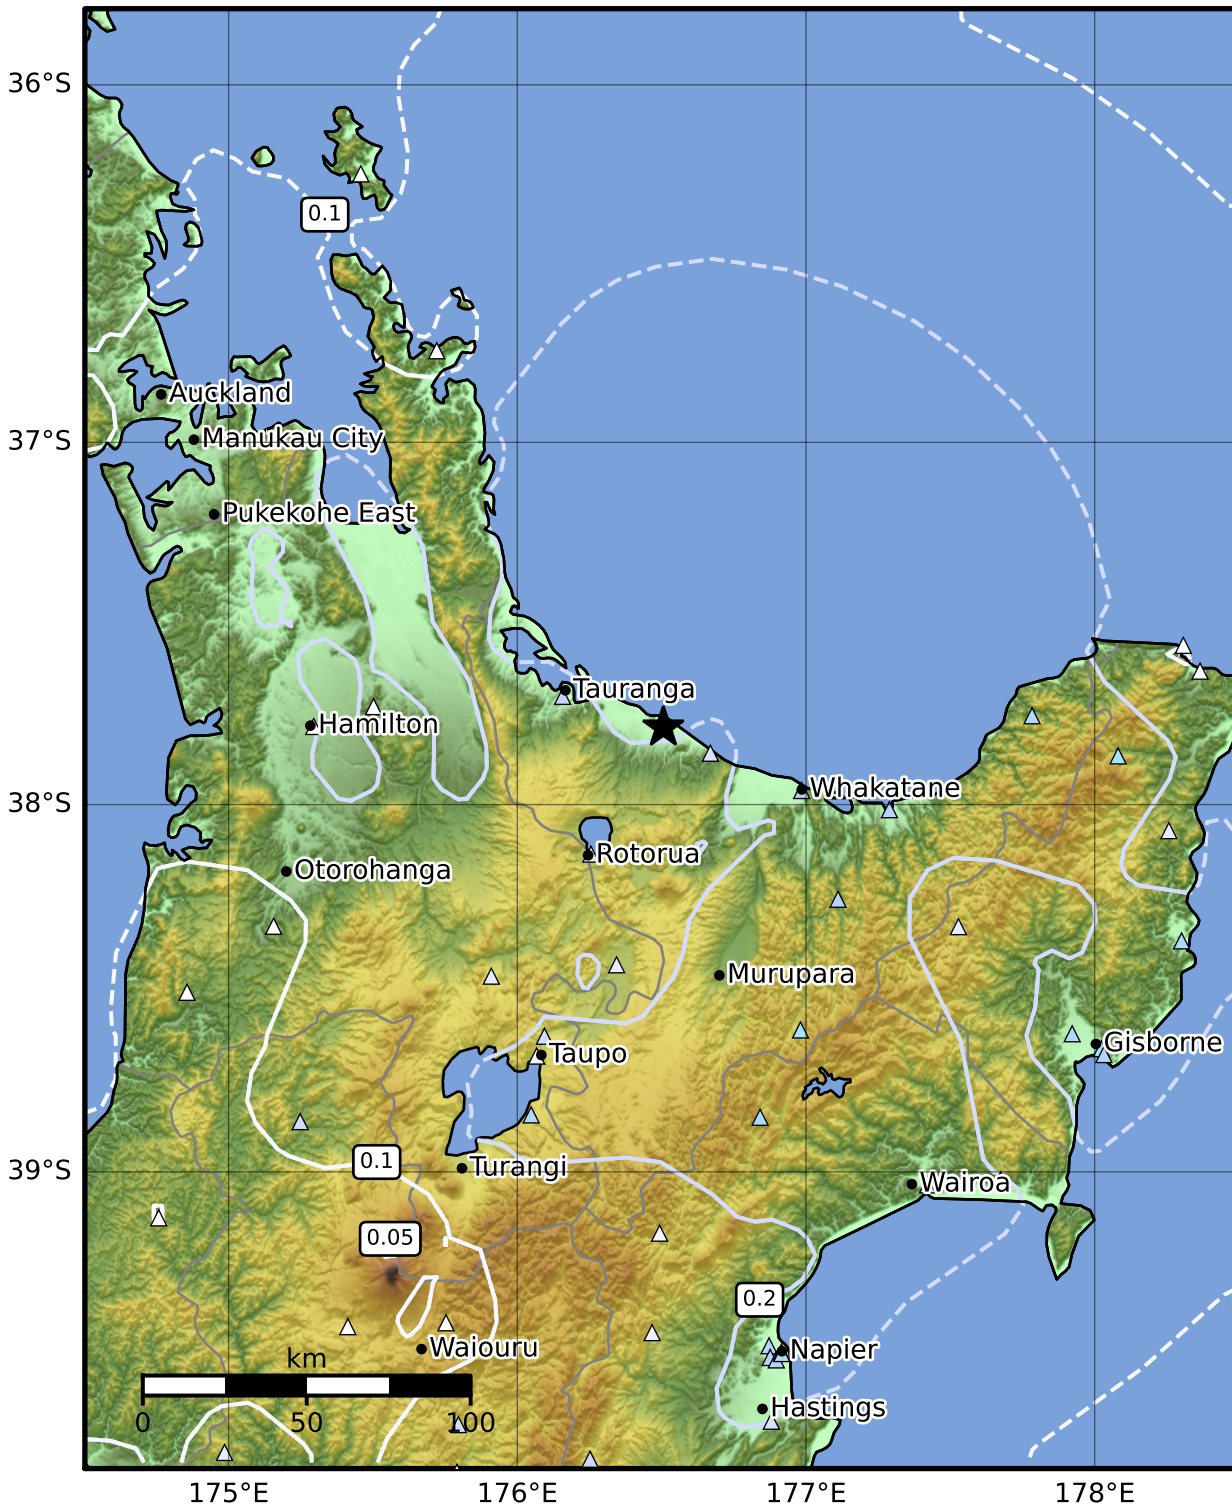 36°S
0.1
Auckland
37°S
Manukau City
Pukekohe East
Tauranga
Hamilton
Whakatane
38°S
Rotorua
Otorohanga
Murupara
Gisborne
Taupo
0.1
Turangi
39°S
Wairoa
0.05
0.2
Waiouru
Napier
km
Hastings
0 50 100
175°E 176°E 177°E 178°E